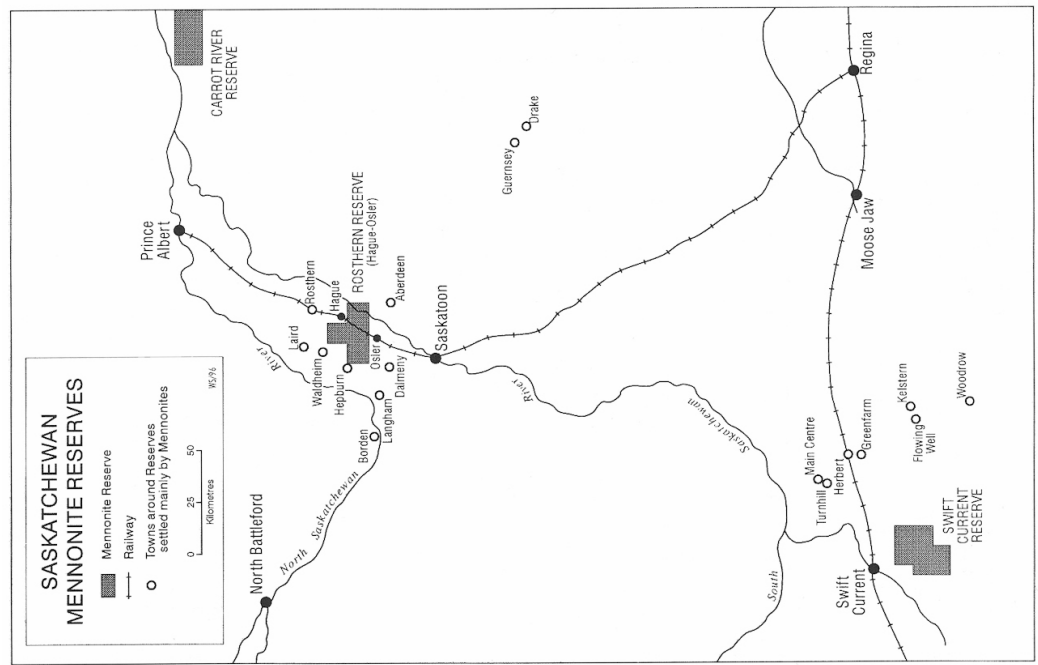 SASKATCHEWAN
MENNONITE RESERVES
Mennonite Reserve
Railway
Towns around Reserves
settled mainly by Mennonites
0 25 50
Kilometres
WS/96
CARROT RIVER
RESERVE
Prince
Albert
Rosthern
Hague
ROSTHERN RESERVE
(Hague-Osler)
Laird
Waldheim
Hepburn
Osler
Aberdeen
Dalmeny
Langham
Borden
River
North Battleford
North Saskatchewan
Saskatoon
River
Saskatchewan
South
Guernsey
Drake
Regina
Moose Jaw
Main Centre
Turnhill
Herbert
Greenfarm
Kelstern
Flowing
Well
Woodrow
Swift
Current
SWIFT
CURRENT
RESERVE